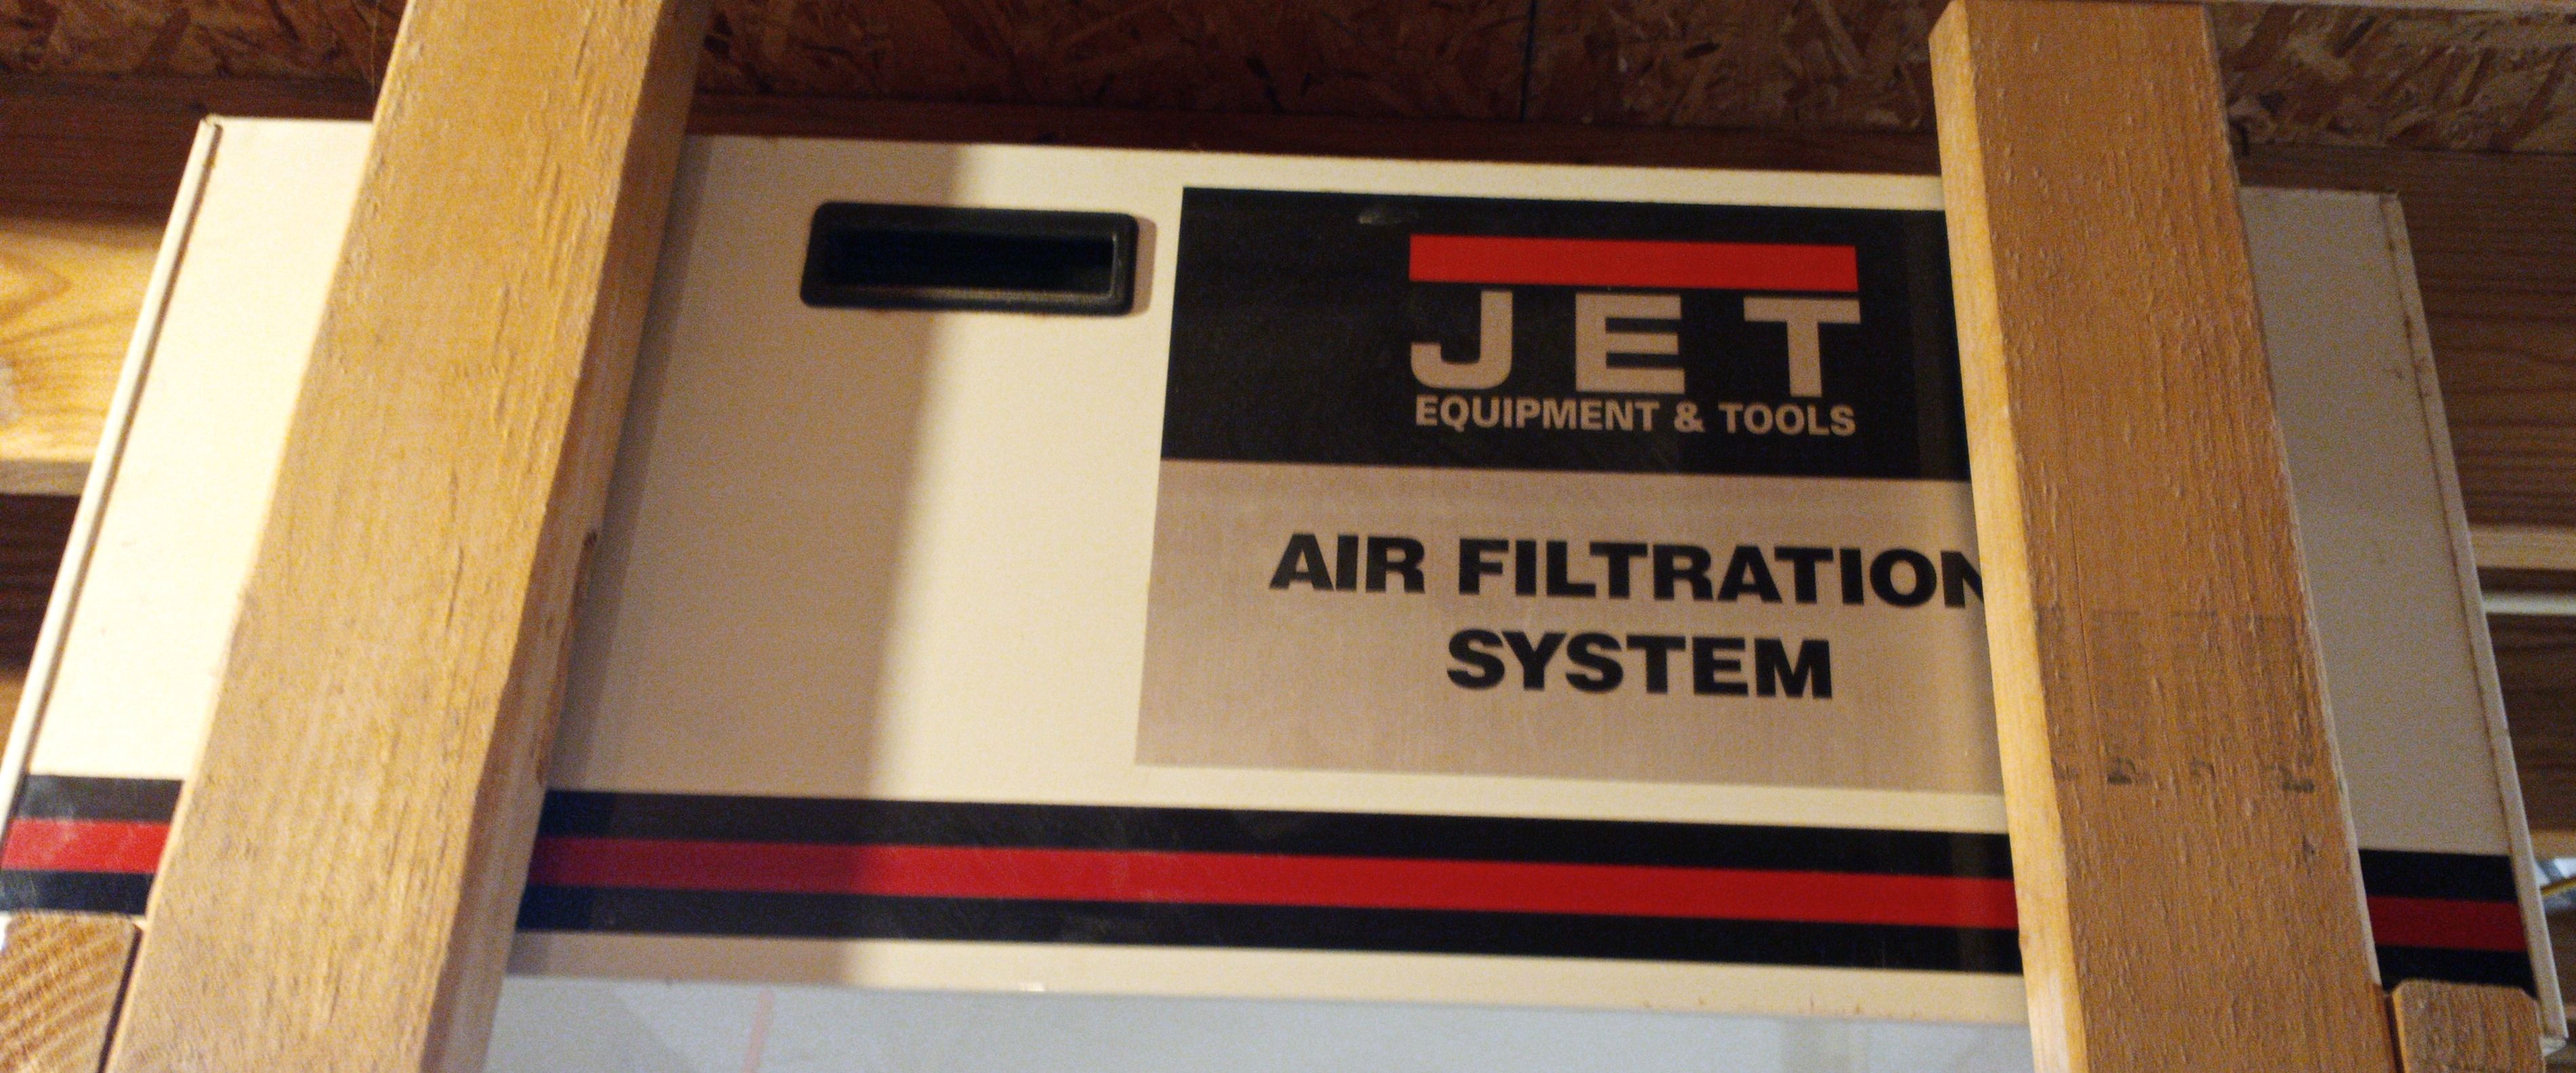 JET
EQUIPMENT & TOOLS
AIR FILTRATION
SYSTEM